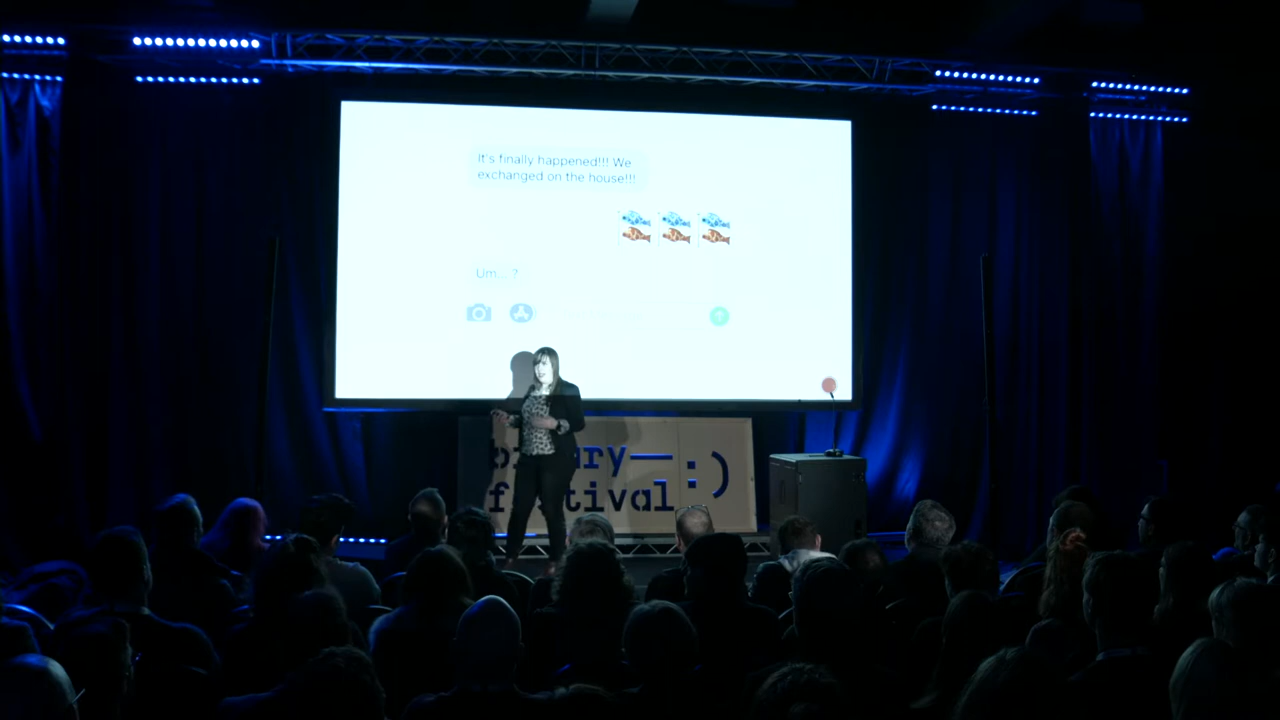 It's finally happened!!! We
exchanged on the house!!!
Um... ?
festival :)